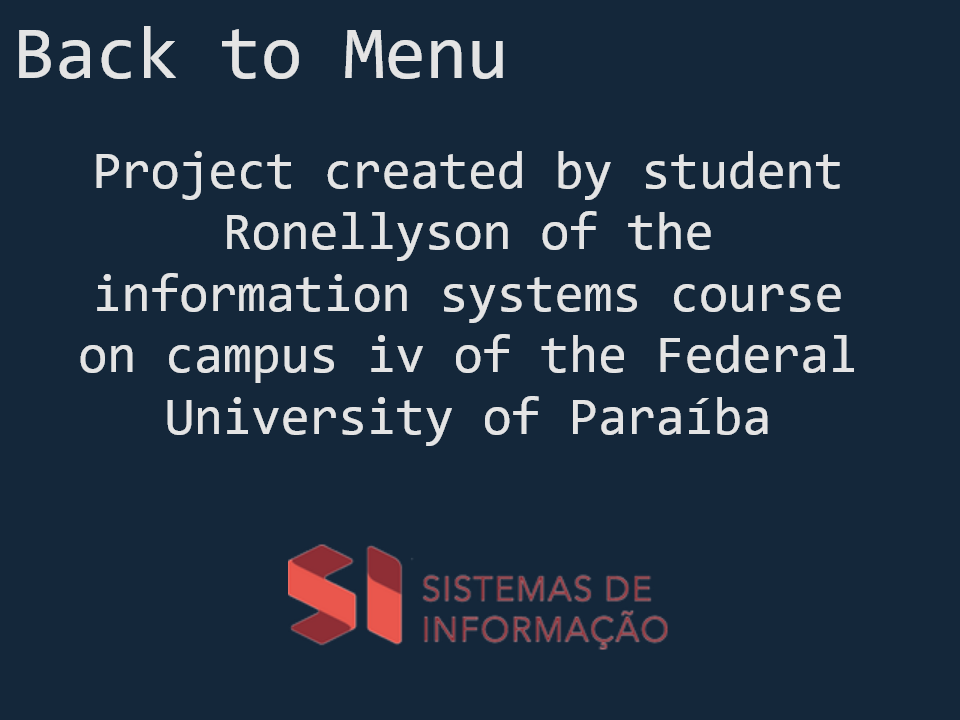 Back to Menu
Project created by student
Ronellyson of the
information systems course
on campus iv of the Federal
University of Paraíba
SI
SISTEMAS DE
INFORMAÇÃO